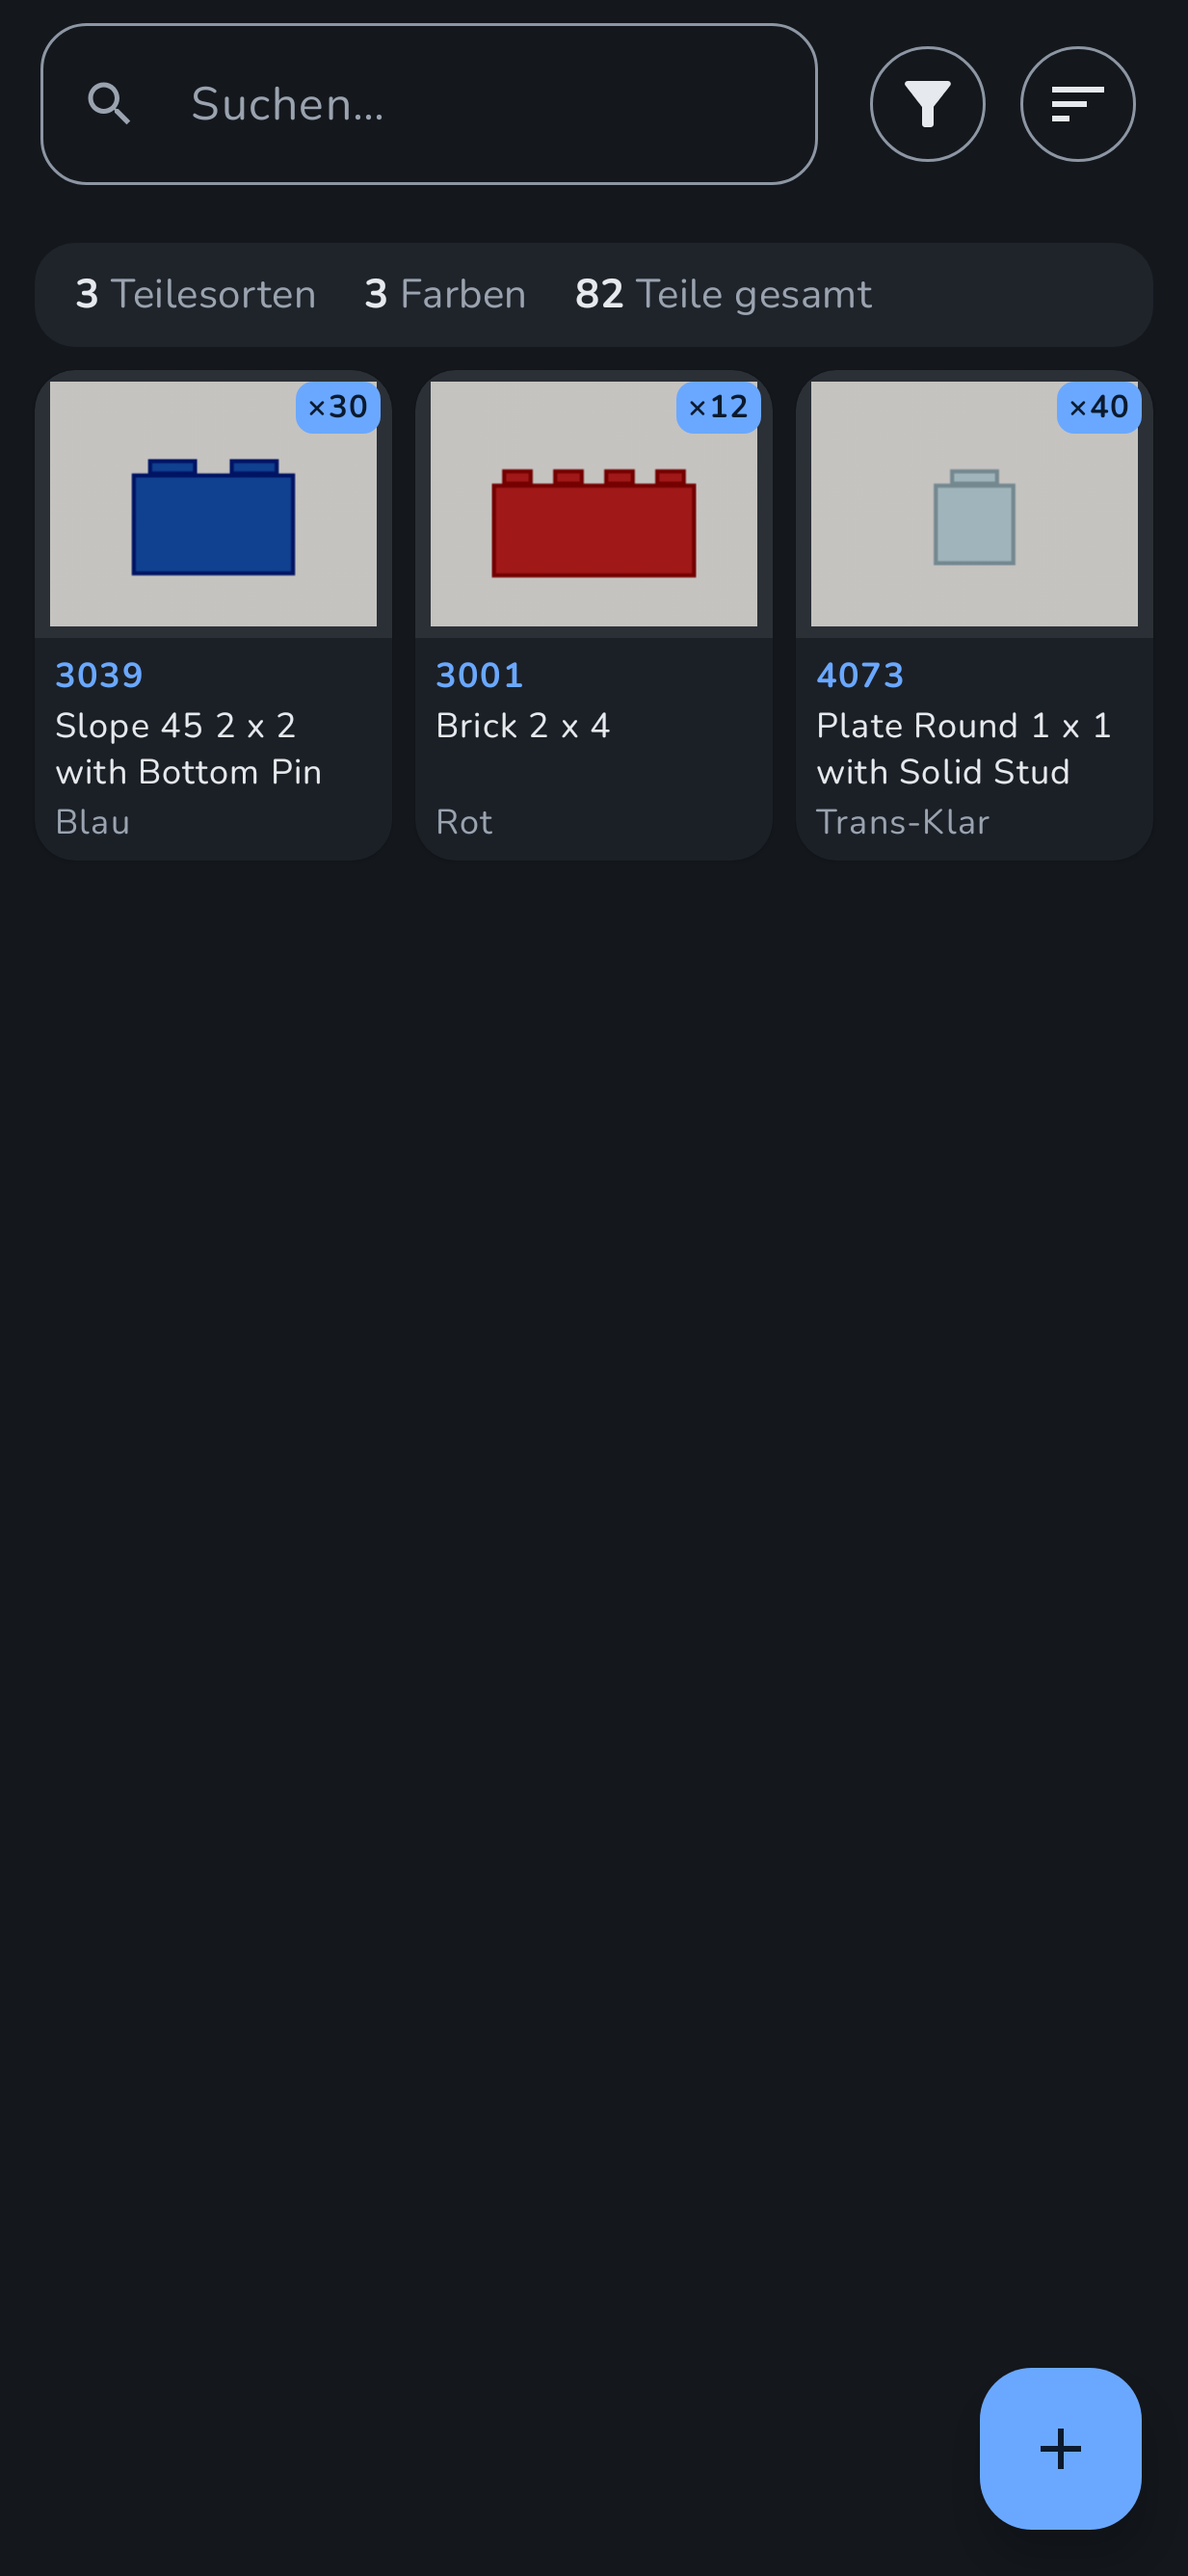 Suchen...
3 Teilesorten 3 Farben 82 Teile gesamt
×30
3039
Slope 45 2 x 2
with Bottom Pin
Blau
×12
3001
Brick 2 x 4
Rot
×40
4073
Plate Round 1 x 1
with Solid Stud
Trans-Klar